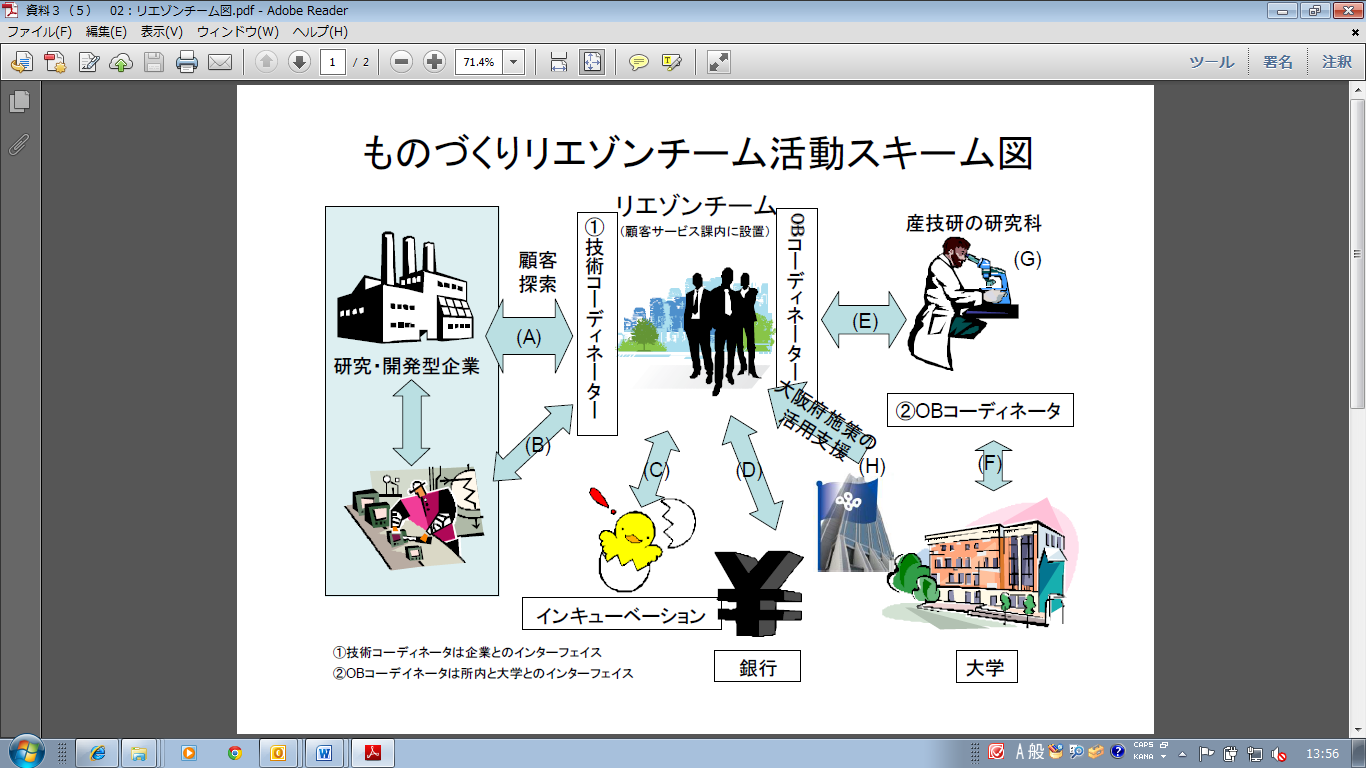 資料３（５）　02：リエゾンチーム図.pdf - Adobe Reader
ファイル(F)　編集(E)　表示(V)　ウィンドウ(W)　ヘルプ(H)
1 / 2 71.4% ツール 署名 注釈
ものづくりリエゾンチーム活動スキーム図
リエゾンチーム
（顧客サービス課内に設置）
①技術コーディネーター
OBコーディネーター
産技研の研究科
(G)
顧客
探索
(A)
(E)
研究・開発型企業
大阪府施策の
活用支援
②OBコーディネータ
(B)
(C)
(D)
(H)
(F)
インキューベーション
銀行
大学
①技術コーディネータは企業とのインターフェイス
②OBコーデイネータは所内と大学とのインターフェイス
A 般 CAPS KANA 13:56